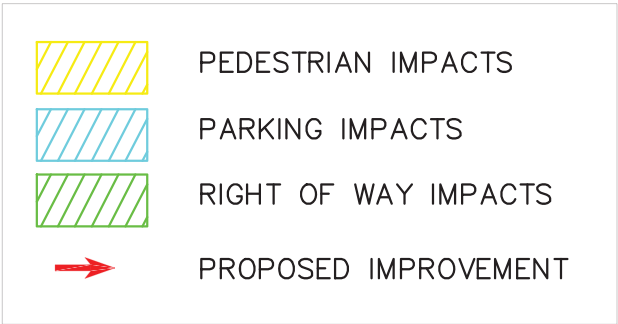 PEDESTRIAN IMPACTS
PARKING IMPACTS
RIGHT OF WAY IMPACTS
PROPOSED IMPROVEMENT